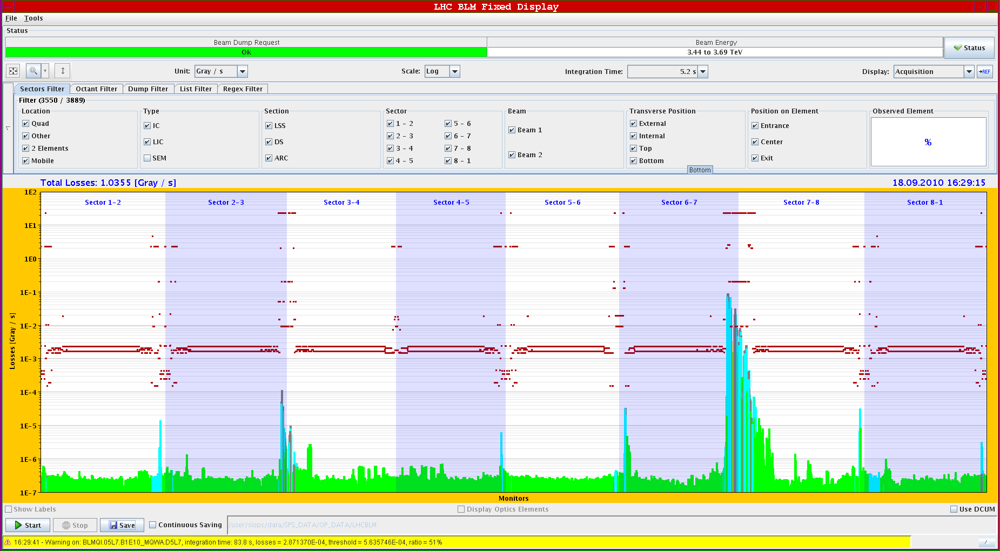 LHC BLM Fixed Display
File Tools
Status
Beam Dump Request Beam Energy
Ok 3.44 to 3.69 TeV
Status
Unit: Gray / s Scale: Log Integration Time: 5.2 s Display: Acquisition REF
Sectors Filter Octant Filter Dump Filter List Filter Regex Filter
Filter (3550 / 3889)
Location Type Section Sector Beam Transverse Position Position on Element Observed Element
Quad IC LSS 1 - 2 5 - 6 Beam 1 External Entrance
Other LIC DS 2 - 3 6 - 7 Beam 2 Internal Center
2 Elements SEM ARC 3 - 4 7 - 8 Top Exit
Mobile 4 - 5 8 - 1 Bottom
%
Bottom
Total Losses: 1.0355 [Gray / s] 18.09.2010 16:29:15
Sector 1-2 Sector 2-3 Sector 3-4 Sector 4-5 Sector 5-6 Sector 6-7 Sector 7-8 Sector 8-1
1E2
1E1
1E0
1E-1
1E-2
1E-3
1E-4
1E-5
1E-6
1E-7
Losses [Gray / s]
Monitors
Show Labels Display Optics Elements Use DCUM
Start Stop Save Continuous Saving /user/slops/data/SPS_DATA/OP_DATA/LHCBLM
16:29:41 - Warning on: BLMQI.05L7.B1E10_MQWA.D5L7, integration time: 83.8 s, losses = 2.871370E-04, threshold = 5.635746E-04, ratio = 51%